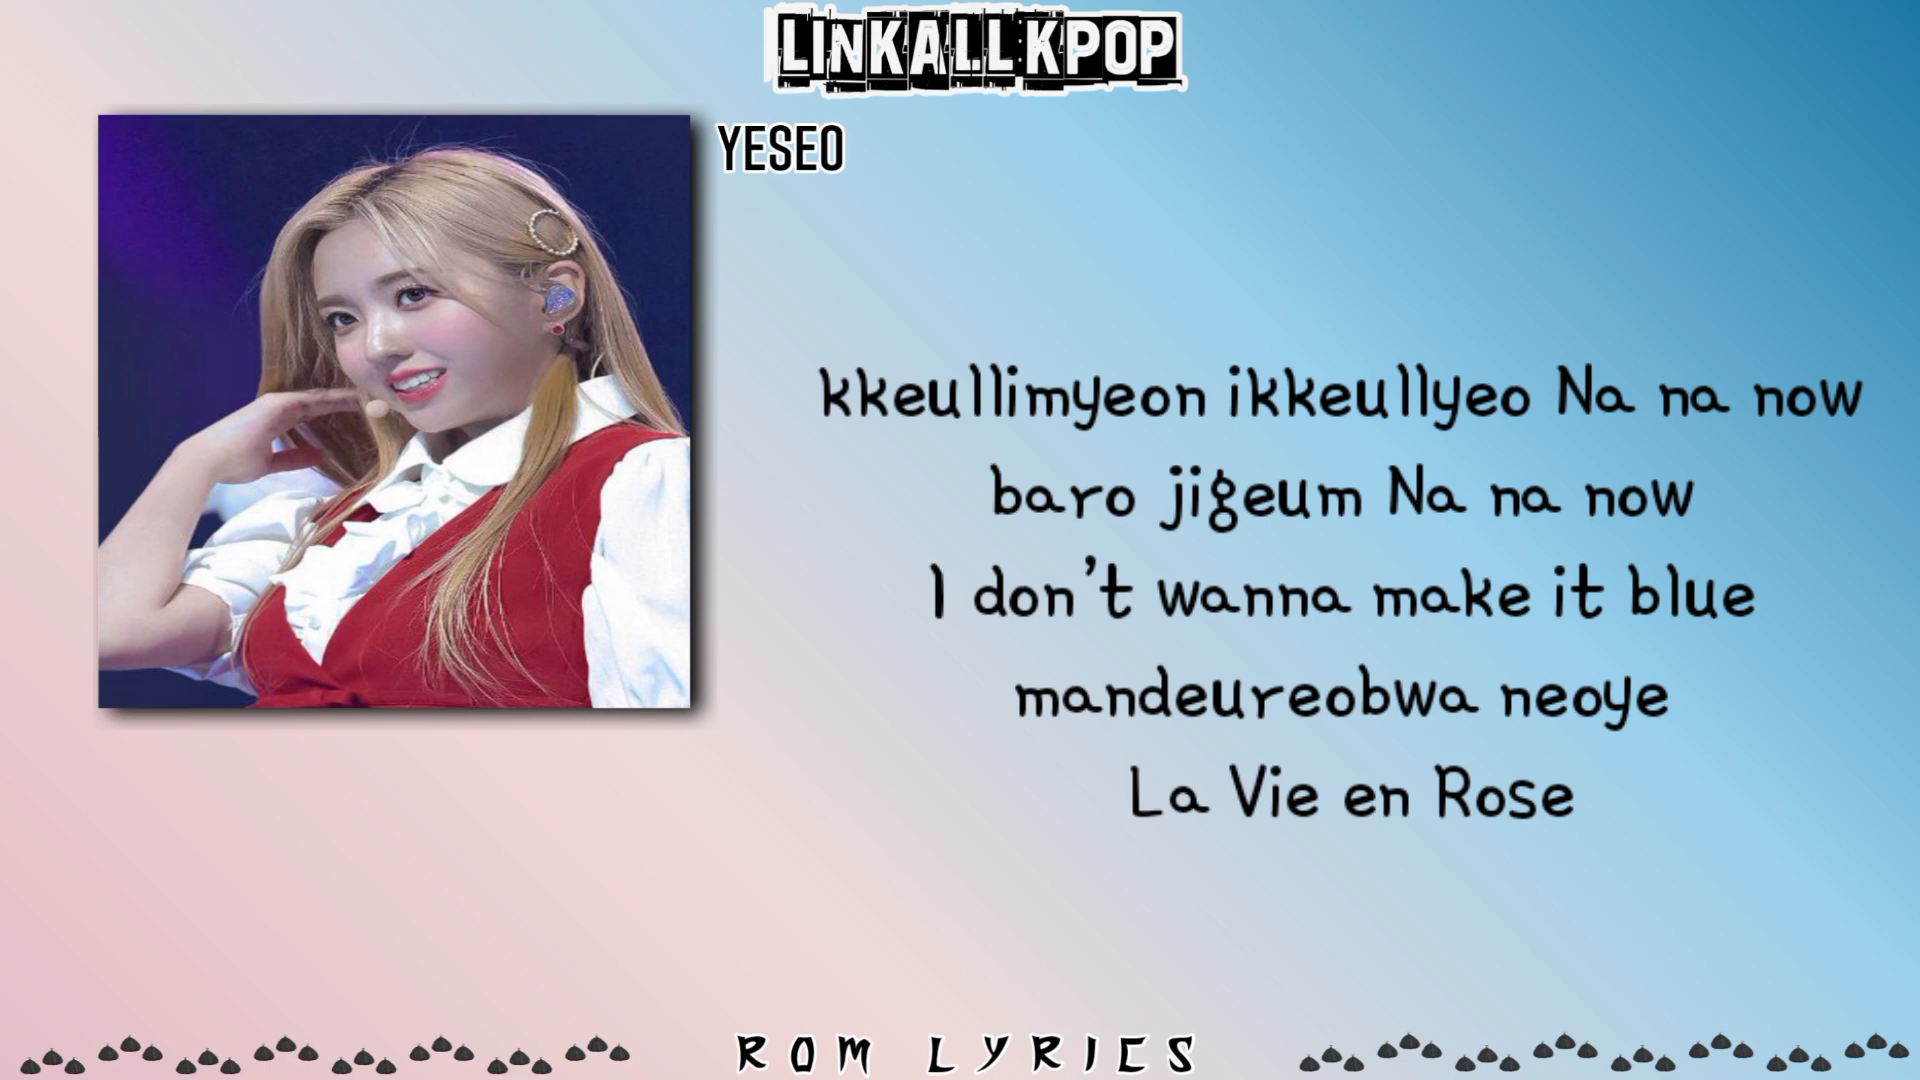 LINKALLKPOP
YESEO
kkeullimyeon ikkeullyeo Na na now
baro jigeum Na na now
I don't wanna make it blue
mandeureobwa neoye
La Vie en Rose
ROM LYRICS